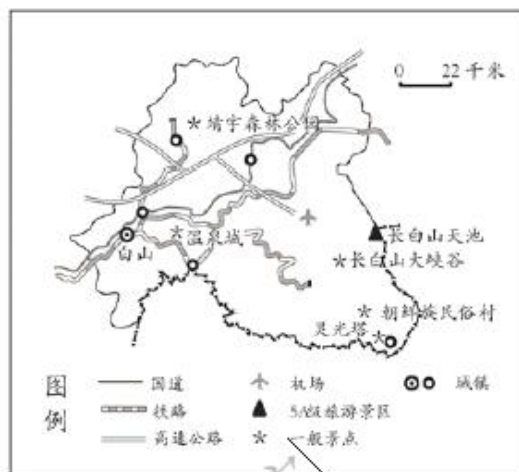 0 22千米
靖宇森林公园
温泉城
白山
长白山天池
长白山大峡谷
朝鲜族民俗村
灵光塔
图例
国道
机场
城镇
铁路
5A级旅游景区
高速公路
一般景点